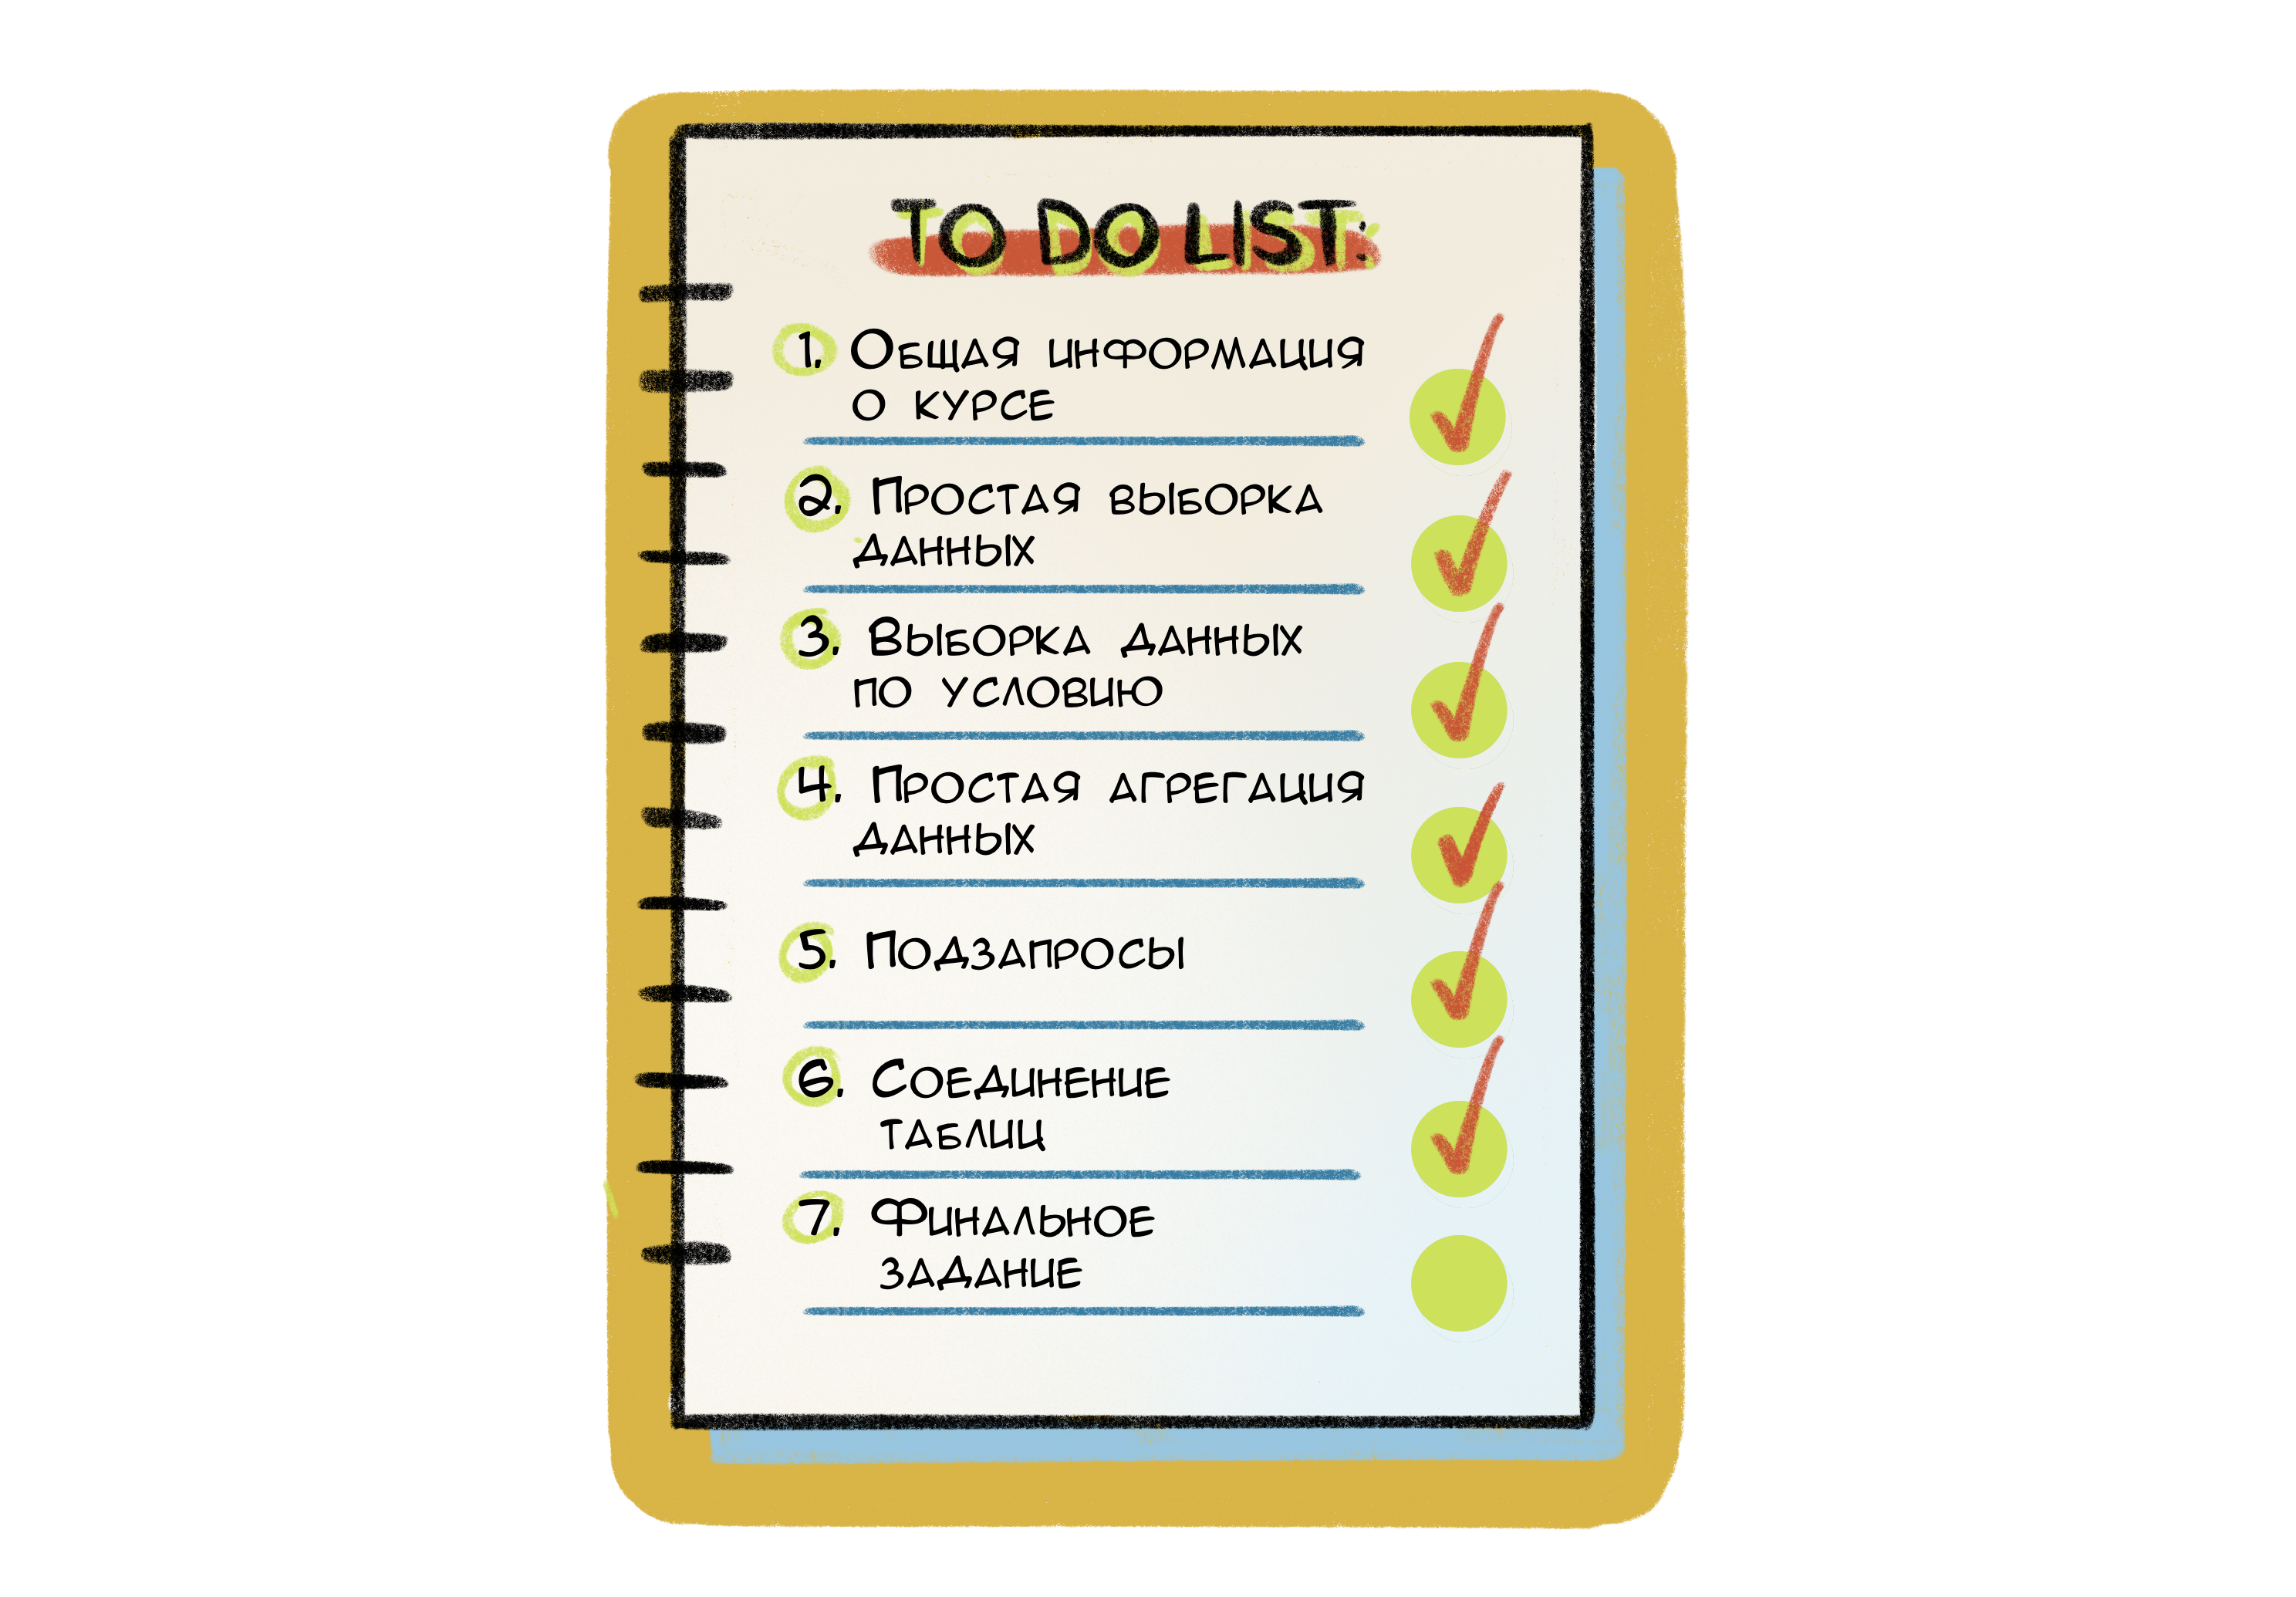 TO DO LIST:
1. Общая информация
о курсе
2. Простая выборка
данных
3. Выборка данных
по условию
4. Простая агрегация
данных
5. Подзапросы
6. Соединение
таблиц
7. Финальное
задание